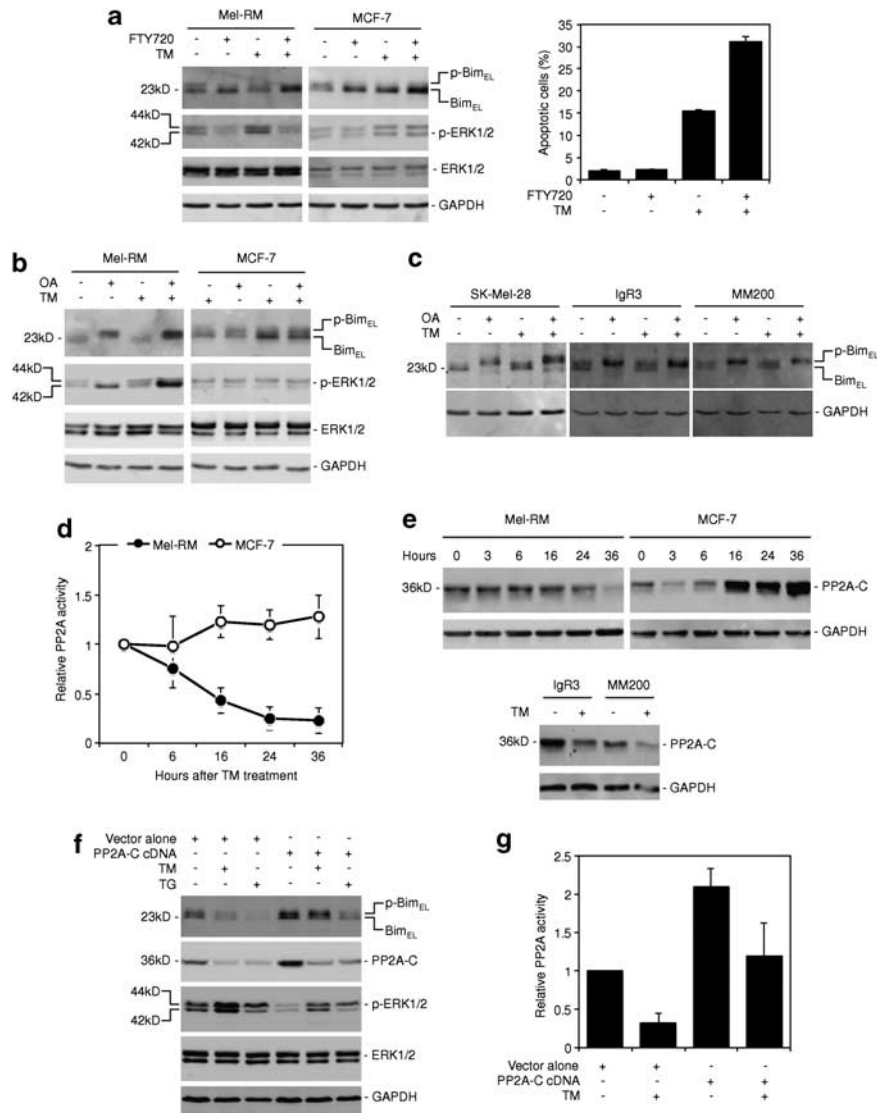 a
Mel-RM MCF-7
FTY720 - + - + - + - +
TM - - + + - - + +
23kD - p-BimEL
BimEL
44kD
42kD p-ERK1/2
- ERK1/2
- GAPDH
Apoptotic cells (%)
35
30
25
20
15
10
5
0
FTY720 - + - +
TM - - + +
b
Mel-RM MCF-7
OA - + - + - + - +
TM - - + + + - + +
23kD - p-BimEL
BimEL
44kD
42kD - p-ERK1/2
- ERK1/2
- GAPDH
c
SK-Mel-28 IgR3 MM200
OA - + - + - + - + - + - +
TM - - + + - - + + - - + +
23kD - p-BimEL
BimEL
- GAPDH
d
Mel-RM MCF-7
Relative PP2A activity
2
1.5
1
0.5
0
0 6 16 24 36
Hours after TM treatment
e
Mel-RM MCF-7
Hours 0 3 6 16 24 36 0 3 6 16 24 36
36kD - - PP2A-C
- GAPDH
IgR3 MM200
TM - + - +
36kD - - PP2A-C
- GAPDH
f
Vector alone + + + - - -
PP2A-C cDNA - - - + + +
TM - + - - + -
TG - - + - - +
23kD - p-BimEL
BimEL
36kD - - PP2A-C
44kD
42kD - p-ERK1/2
ERK1/2
- GAPDH
g
Relative PP2A activity
2.5
2
1.5
1
0.5
0
Vector alone + + - -
PP2A-C cDNA - - + +
TM - + - +